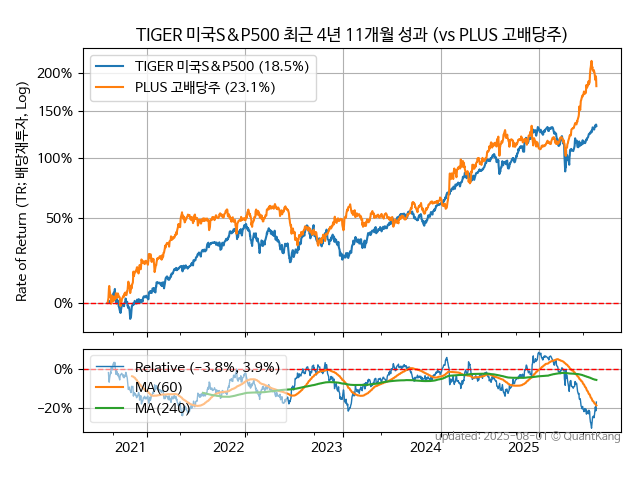 TIGER 미국S&P500 최근 4년 11개월 성과 (vs PLUS 고배당주)
TIGER 미국S&P500 (18.5%)
PLUS 고배당주 (23.1%)
Rate of Return (TR: 배당재투자, Log)
200%
150%
100%
50%
0%
Relative (−3.8%, 3.9%)
MA(60)
MA(240)
0%
−20%
2021
2022
2023
2024
2025
Updated: 2025-08-01 © QuantKang